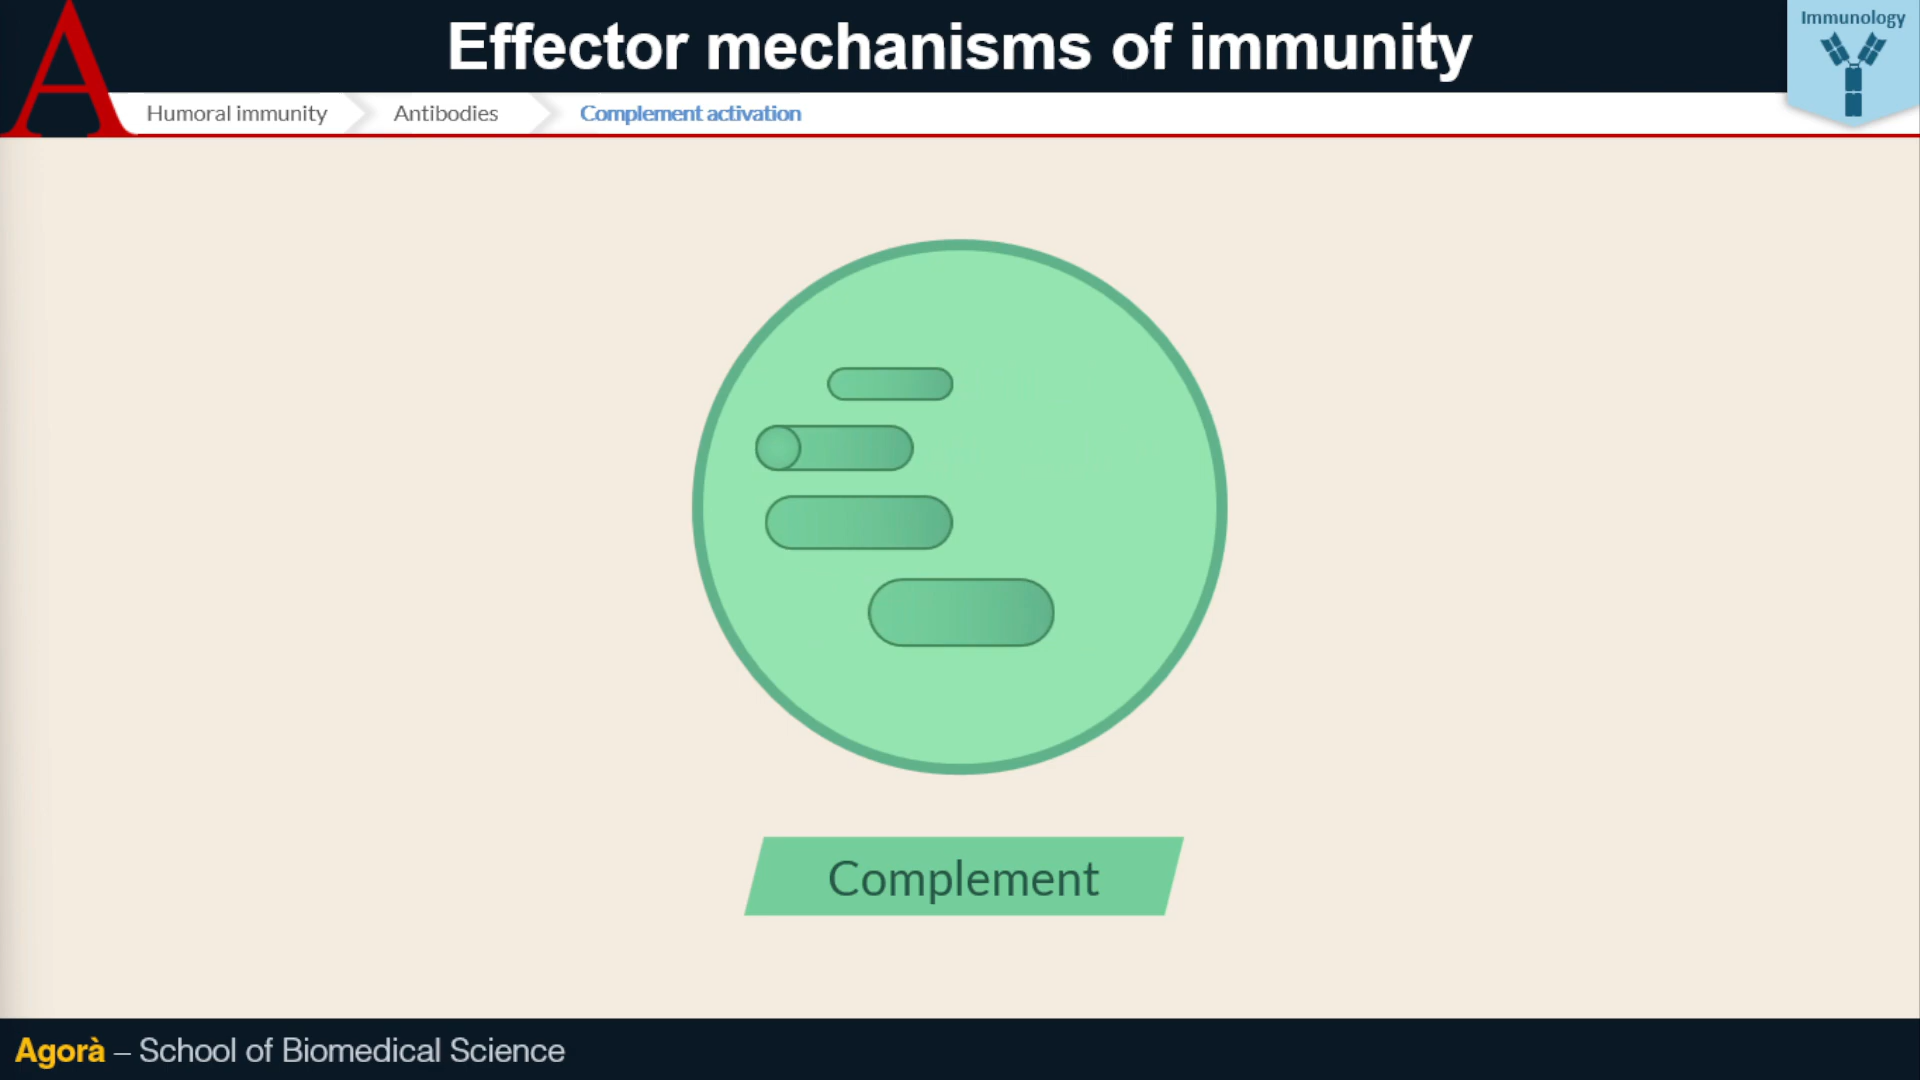 A
Effector mechanisms of immunity
Immunology
Humoral immunity
Antibodies
Complement activation
Complement
Agorà – School of Biomedical Science